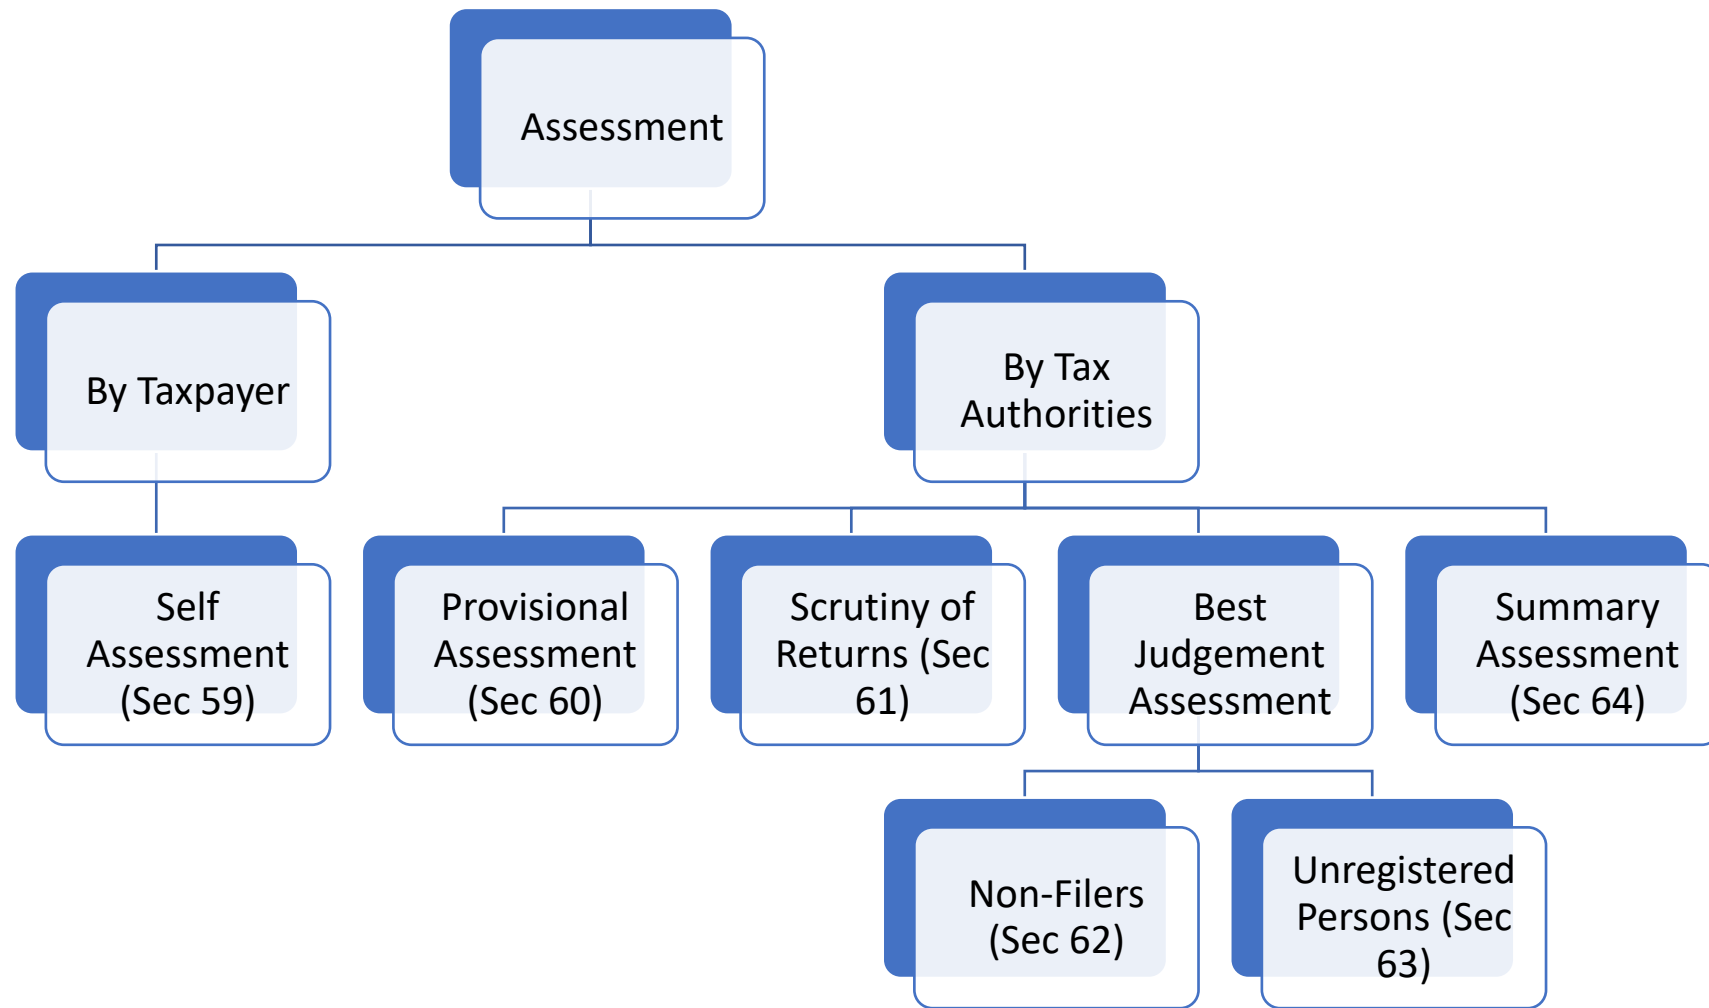 Assessment
By Taxpayer
By Tax
Authorities
Self
Assessment
(Sec 59)
Provisional
Assessment
(Sec 60)
Scrutiny of
Returns (Sec
61)
Best
Judgement
Assessment
Summary
Assessment
(Sec 64)
Non-Filers
(Sec 62)
Unregistered
Persons (Sec
63)